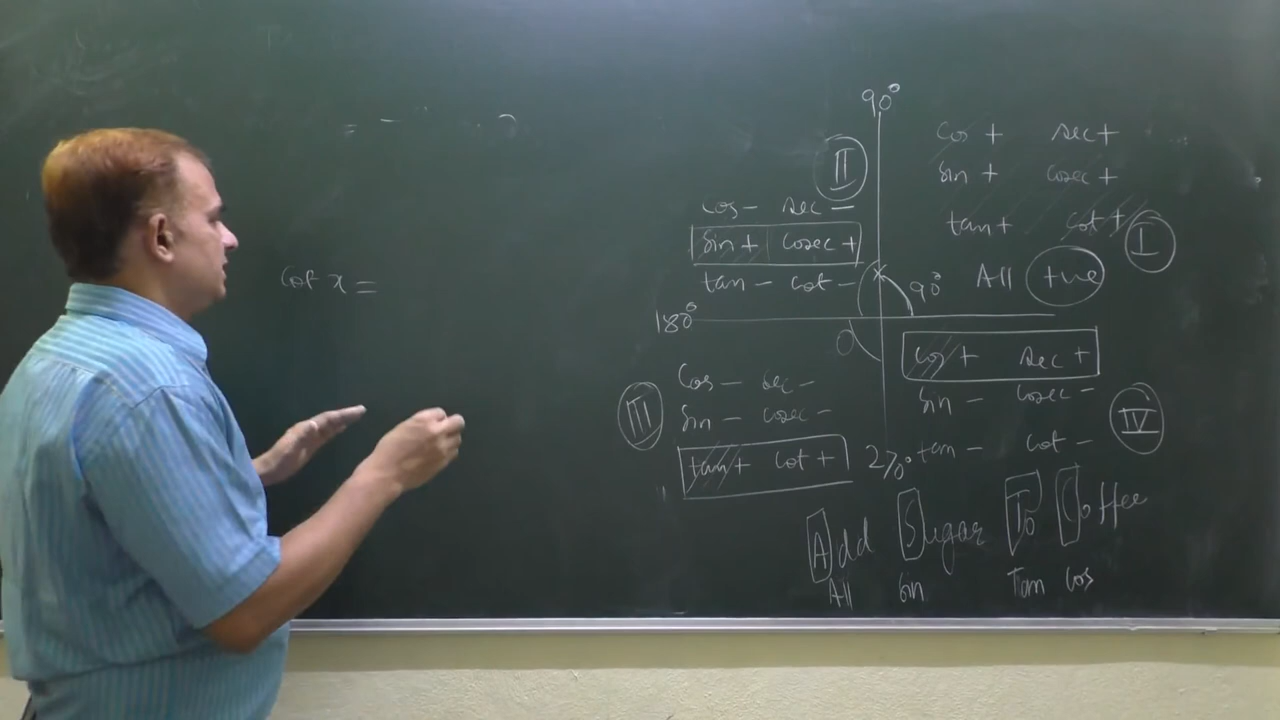 cot x =
90°
II
cos - sec -
sin + cosec +
tan - cot -
cos + sec +
sin + cosec +
tan + cot +
I
All +ve
90°
180°
III
cos - sec -
sin - cosec -
tan + cot +
270°
cos + sec +
sin - cosec -
tan - cot -
IV
Add Sugar To Coffee
All sin Tan cos